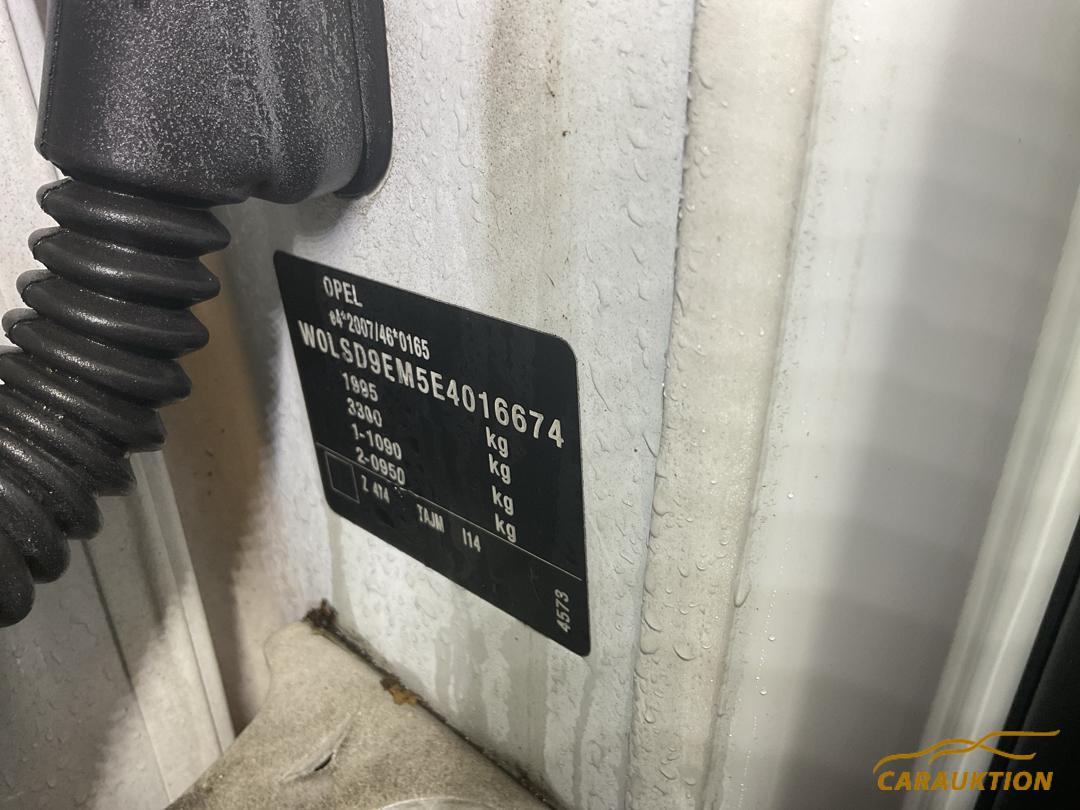 OPEL
e4*2007/46*0165
W0LSD9EM5E4016674
1995 kg
3300 kg
1-1090 kg
2-0950 kg
Z 474 TAJM I14
4573
CARAUKTION